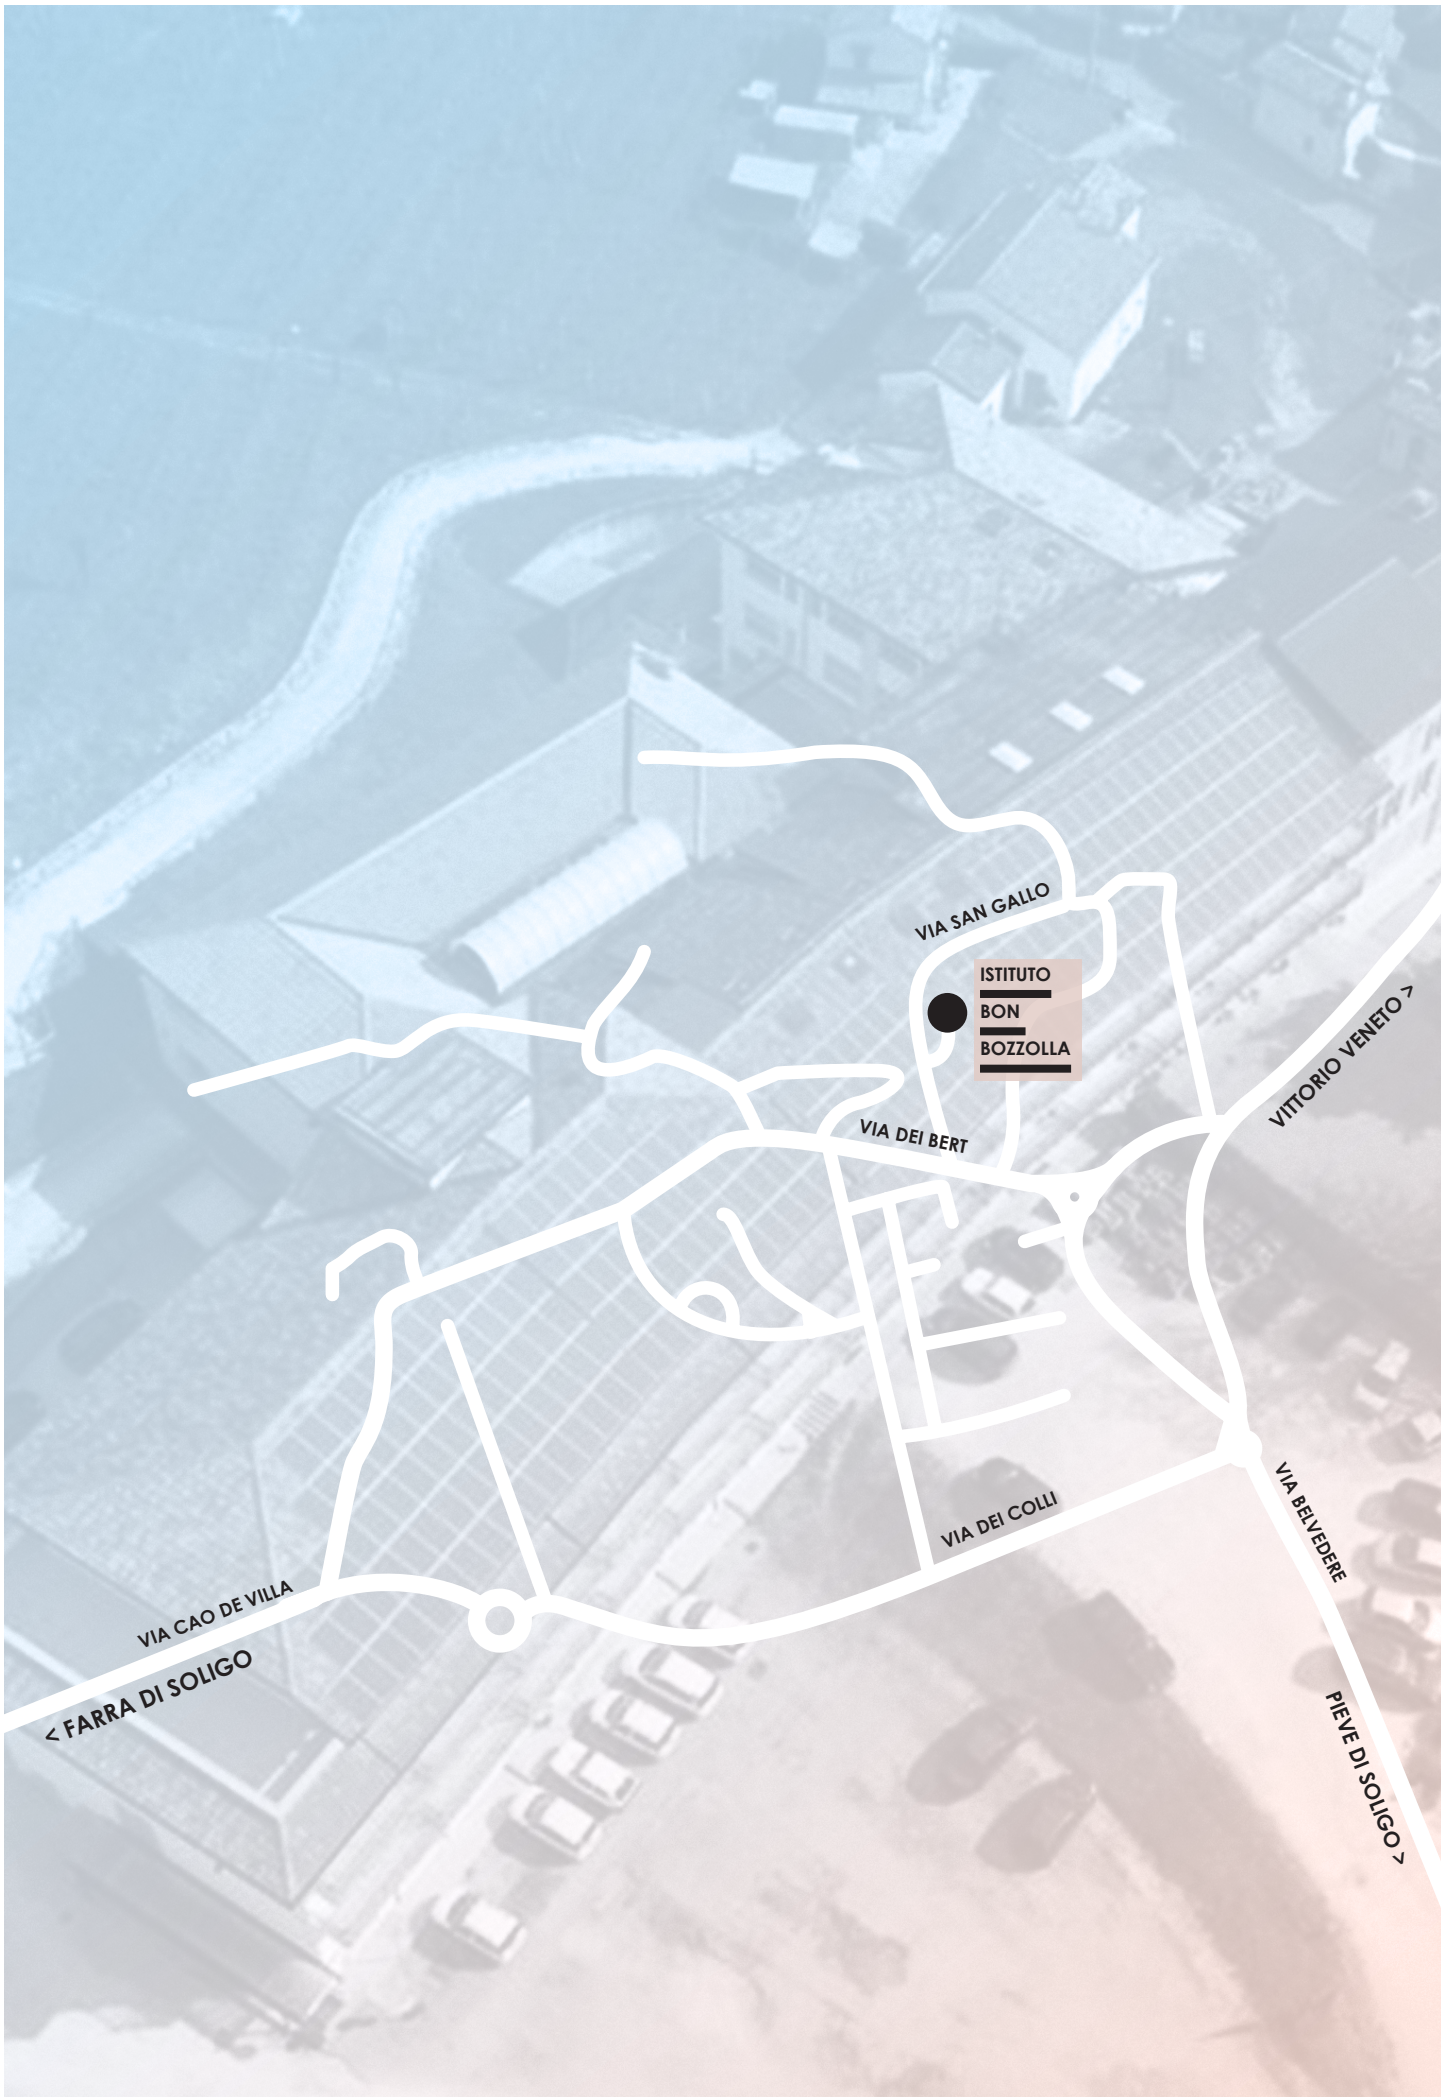 VIA SAN GALLO
ISTITUTO
BON
BOZZOLLA
VITTORIO VENETO >
VIA DEI BERT
VIA BELVEDERE
VIA DEI COLLI
VIA CAO DE VILLA
< FARRA DI SOLIGO
PIEVE DI SOLIGO >